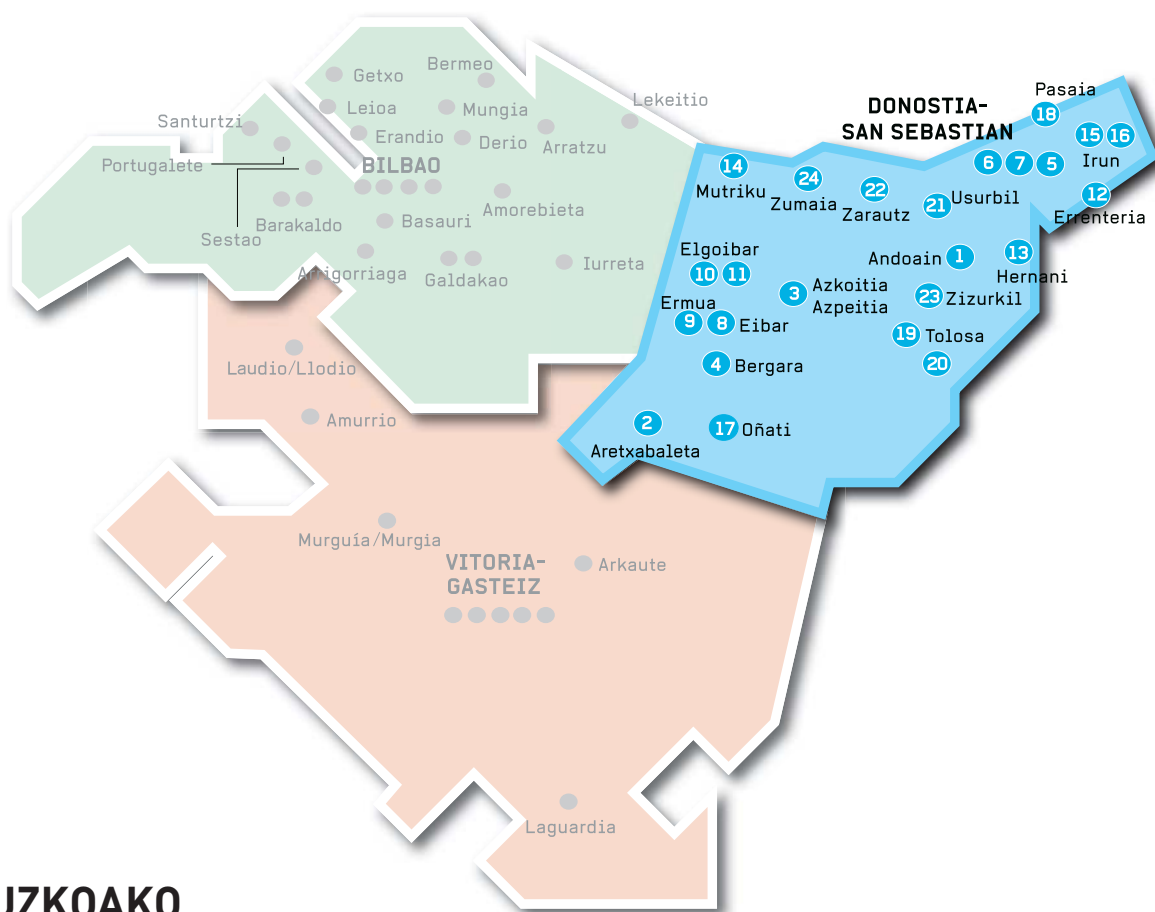 Getxo
Bermeo
Leioa
Mungia
Lekeitio
Santurtzi
Erandio
Derio
Arratzu
Portugalete
BILBAO
Barakaldo
Basauri
Amorebieta
Sestao
Artigorriaga
Galdakao
Iurreta
Laudio/Llodio
Amurrio
Murguía/Murgia
VITORIA-
GASTEIZ
Arkaute
Laguardia
Pasaia
18
DONOSTIA-
SAN SEBASTIAN
15 16
Irun
6 7 5
14
Mutriku
24
Zumaia
22
Zarautz
21
Usurbil
12
Errenteria
Elgoibar
10 11
Andoain 1
13
Hernani
3 Azkoitia
Azpeitia
23 Zizurkil
Ermua
9 8 Eibar
19 Tolosa
20
4 Bergara
2
Aretxabaleta
17 Oñati
UZKOAKO